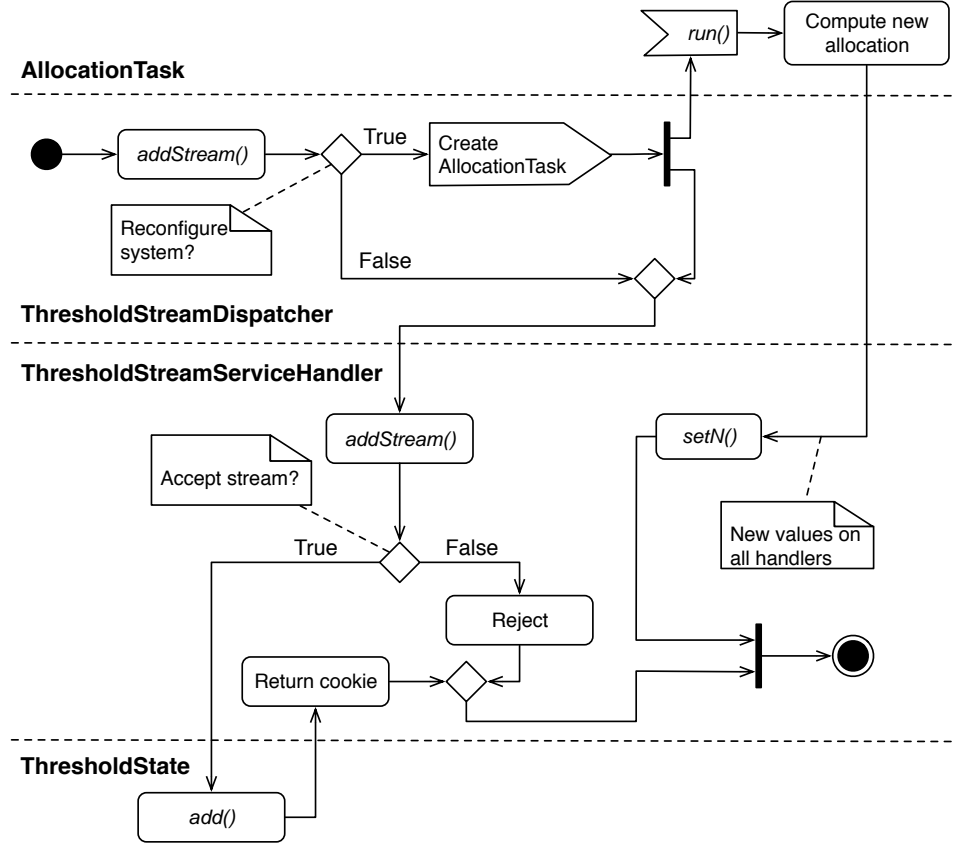 run()
Compute new
allocation
AllocationTask
addStream()
True
Create
AllocationTask
Reconfigure
system?
False
ThresholdStreamDispatcher
ThresholdStreamServiceHandler
addStream()
setN()
Accept stream?
New values on
all handlers
True
False
Reject
Return cookie
ThresholdState
add()